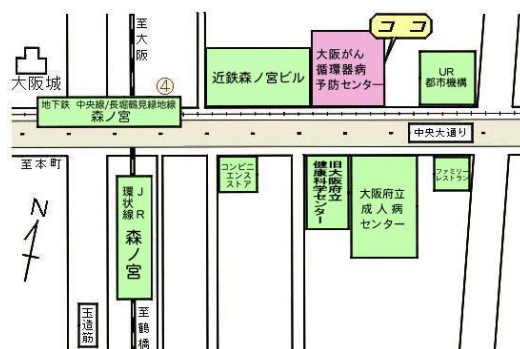 至大阪
ココ
大阪がん
循環器病
予防センター
近鉄森ノ宮ビル
UR
都市機構
大阪城
④
地下鉄 中央線/長堀鶴見緑地線
森ノ宮
中央大通り
至本町
コンビニ
エンス
ストア
旧大阪府立
健康科学センター
大阪府立
成人病
センター
ファミリー
レストラン
JR
環状線
森ノ宮
N
玉造筋
至鶴橋